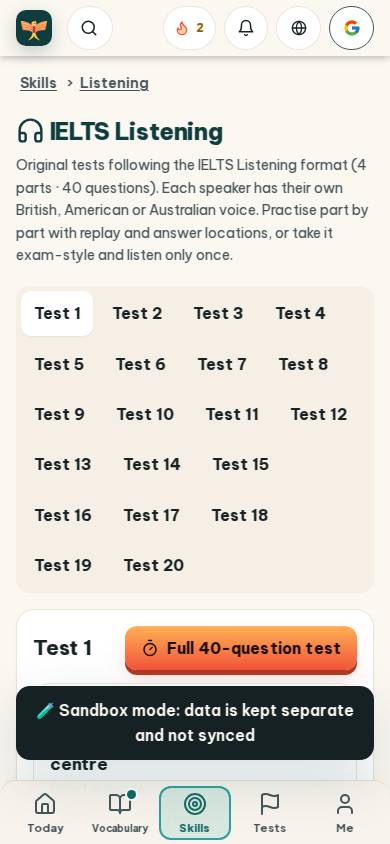 2
Skills > Listening
IELTS Listening
Original tests following the IELTS Listening format (4
parts · 40 questions). Each speaker has their own
British, American or Australian voice. Practise part by
part with replay and answer locations, or take it
exam-style and listen only once.
Test 1 Test 2 Test 3 Test 4
Test 5 Test 6 Test 7 Test 8
Test 9 Test 10 Test 11 Test 12
Test 13 Test 14 Test 15
Test 16 Test 17 Test 18
Test 19 Test 20
Test 1 Full 40-question test
🧪 Sandbox mode: data is kept separate
and not synced
centre
Today Vocabulary Skills Tests Me